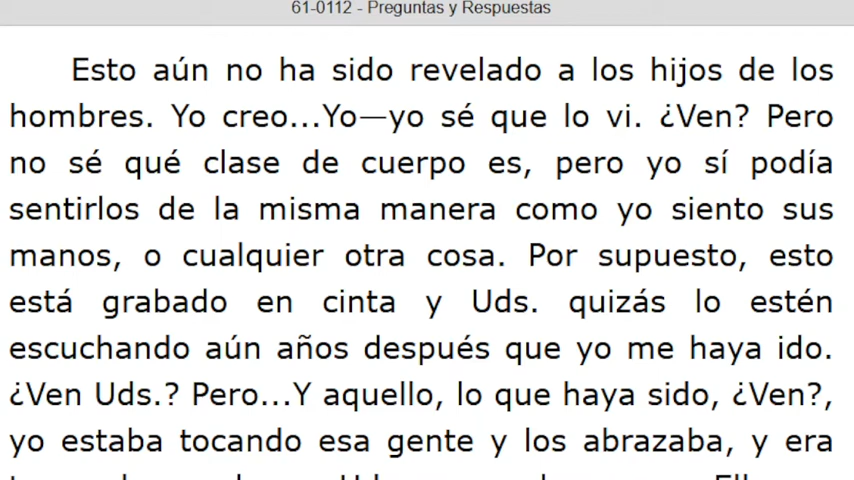 61-0112 - Preguntas y Respuestas
Esto aún no ha sido revelado a los hijos de los
hombres. Yo creo...Yo—yo sé que lo vi. ¿Ven? Pero
no sé qué clase de cuerpo es, pero yo sí podía
sentirlos de la misma manera como yo siento sus
manos, o cualquier otra cosa. Por supuesto, esto
está grabado en cinta y Uds. quizás lo estén
escuchando aún años después que yo me haya ido.
¿Ven Uds.? Pero...Y aquello, lo que haya sido, ¿Ven?,
yo estaba tocando esa gente y los abrazaba, y era